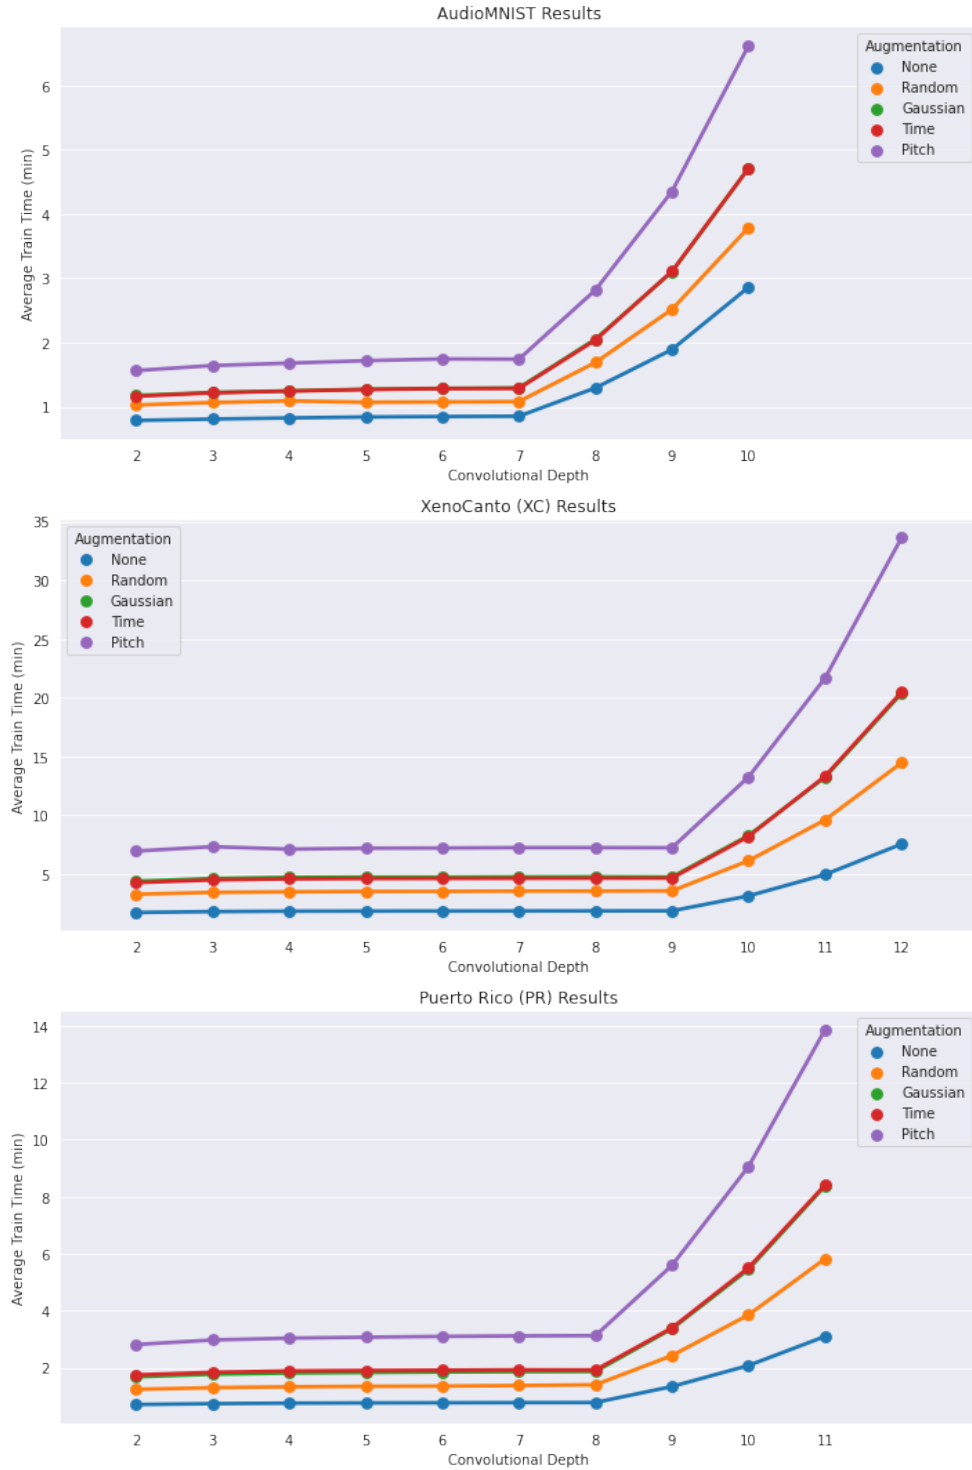 AudioMNIST Results
Average Train Time (min)
6
5
4
3
2
1
Augmentation
None
Random
Gaussian
Time
Pitch
2 3 4 5 6 7 8 9 10
Convolutional Depth
XenoCanto (XC) Results
Average Train Time (min)
35
30
25
20
15
10
5
Augmentation
None
Random
Gaussian
Time
Pitch
2 3 4 5 6 7 8 9 10 11 12
Convolutional Depth
Puerto Rico (PR) Results
Average Train Time (min)
14
12
10
8
6
4
2
Augmentation
None
Random
Gaussian
Time
Pitch
2 3 4 5 6 7 8 9 10 11
Convolutional Depth